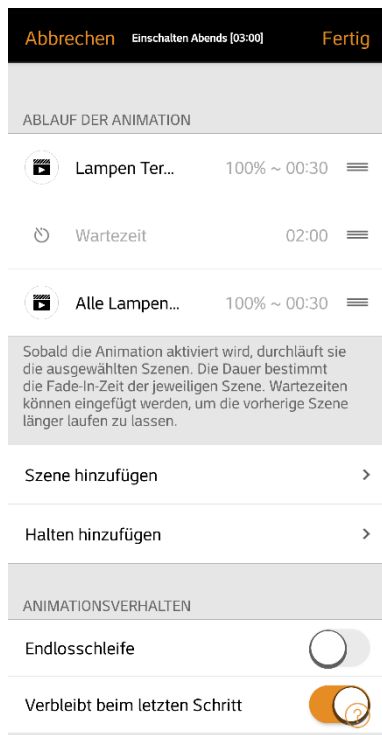 Abbrechen Einschalten Abends [03:00] Fertig
ABLAUF DER ANIMATION
Lampen Ter... 100% ~ 00:30
Wartezeit 02:00
Alle Lampen... 100% ~ 00:30
Sobald die Animation aktiviert wird, durchläuft sie
die ausgewählten Szenen. Die Dauer bestimmt
die Fade-In-Zeit der jeweiligen Szene. Wartezeiten
können eingefügt werden, um die vorherige Szene
länger laufen zu lassen.
Szene hinzufügen
Halten hinzufügen
ANIMATIONSVERHALTEN
Endlosschleife
Verbleibt beim letzten Schritt
?